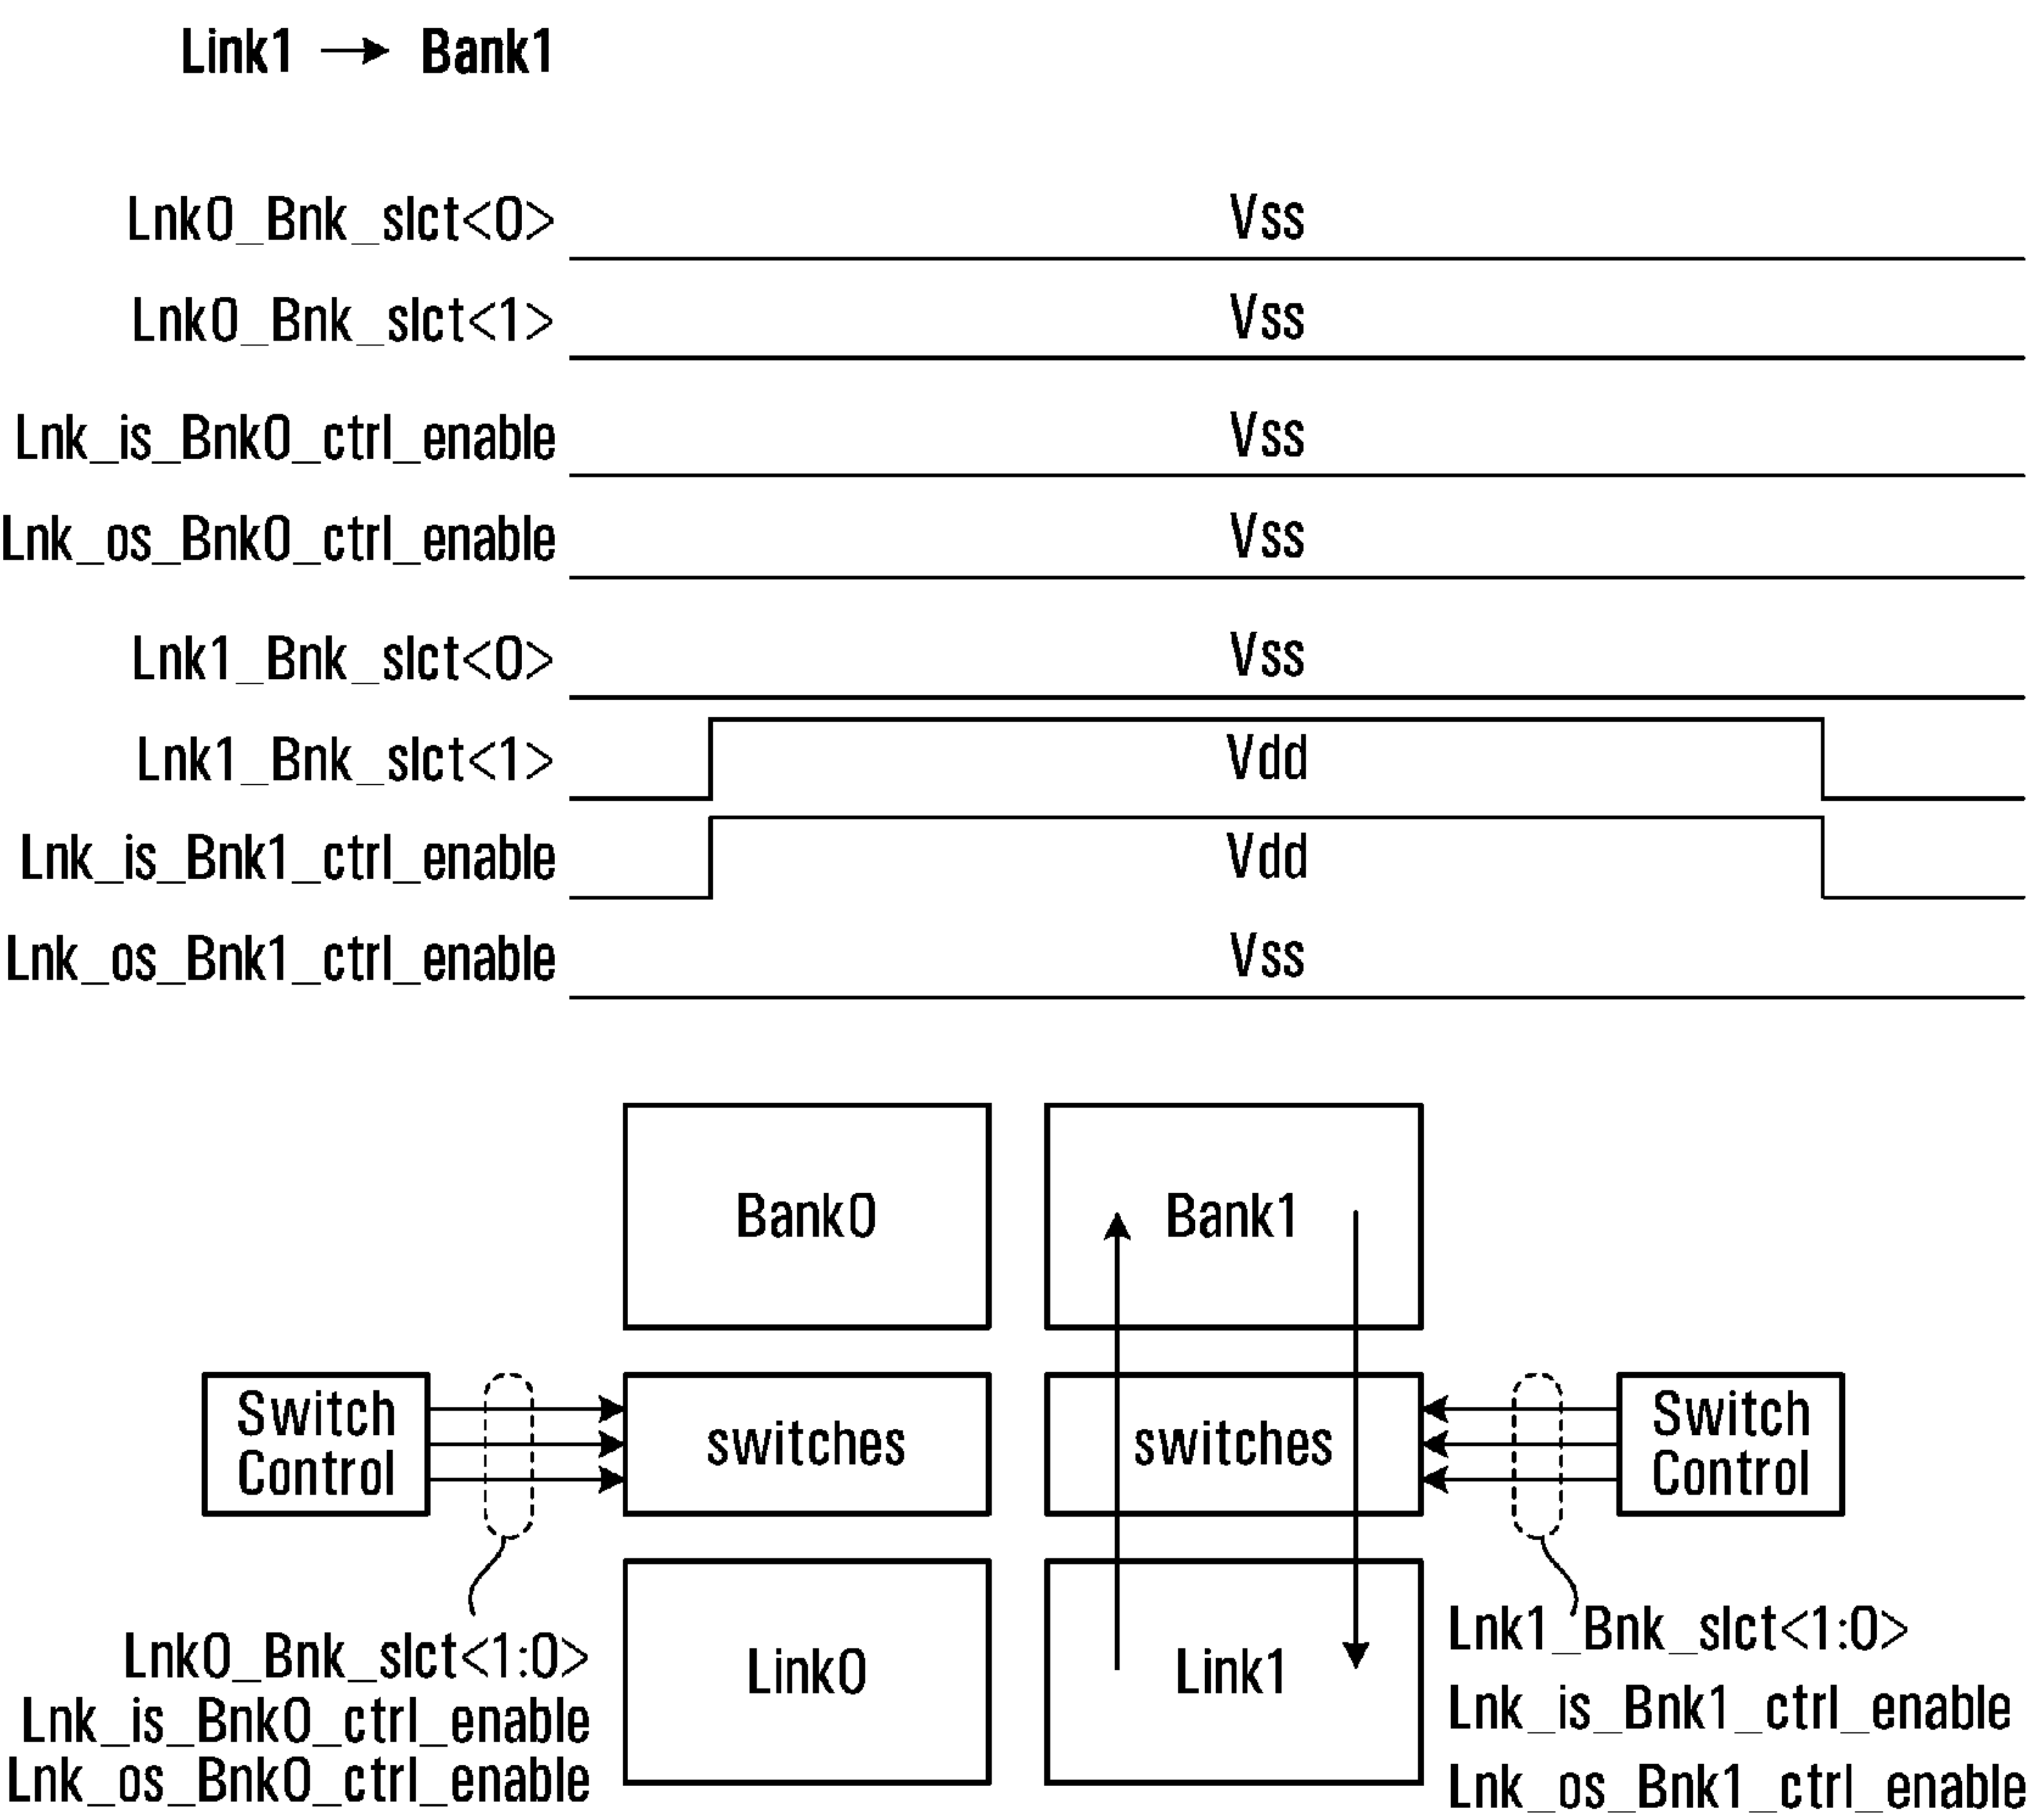 Link1 → Bank1
Lnk0_Bnk_slct<0>
Vss
Lnk0_Bnk_slct<1>
Vss
Lnk_is_Bnk0_ctrl_enable
Vss
Lnk_os_Bnk0_ctrl_enable
Vss
Lnk1_Bnk_slct<0>
Vss
Lnk1_Bnk_slct<1>
Vdd
Lnk_is_Bnk1_ctrl_enable
Vdd
Lnk_os_Bnk1_ctrl_enable
Vss
Bank0
Bank1
Switch
Control
switches
switches
Switch
Control
Link0
Link1
Lnk0_Bnk_slct<1:0>
Lnk_is_Bnk0_ctrl_enable
Lnk_os_Bnk0_ctrl_enable
Lnk1_Bnk_slct<1:0>
Lnk_is_Bnk1_ctrl_enable
Lnk_os_Bnk1_ctrl_enable